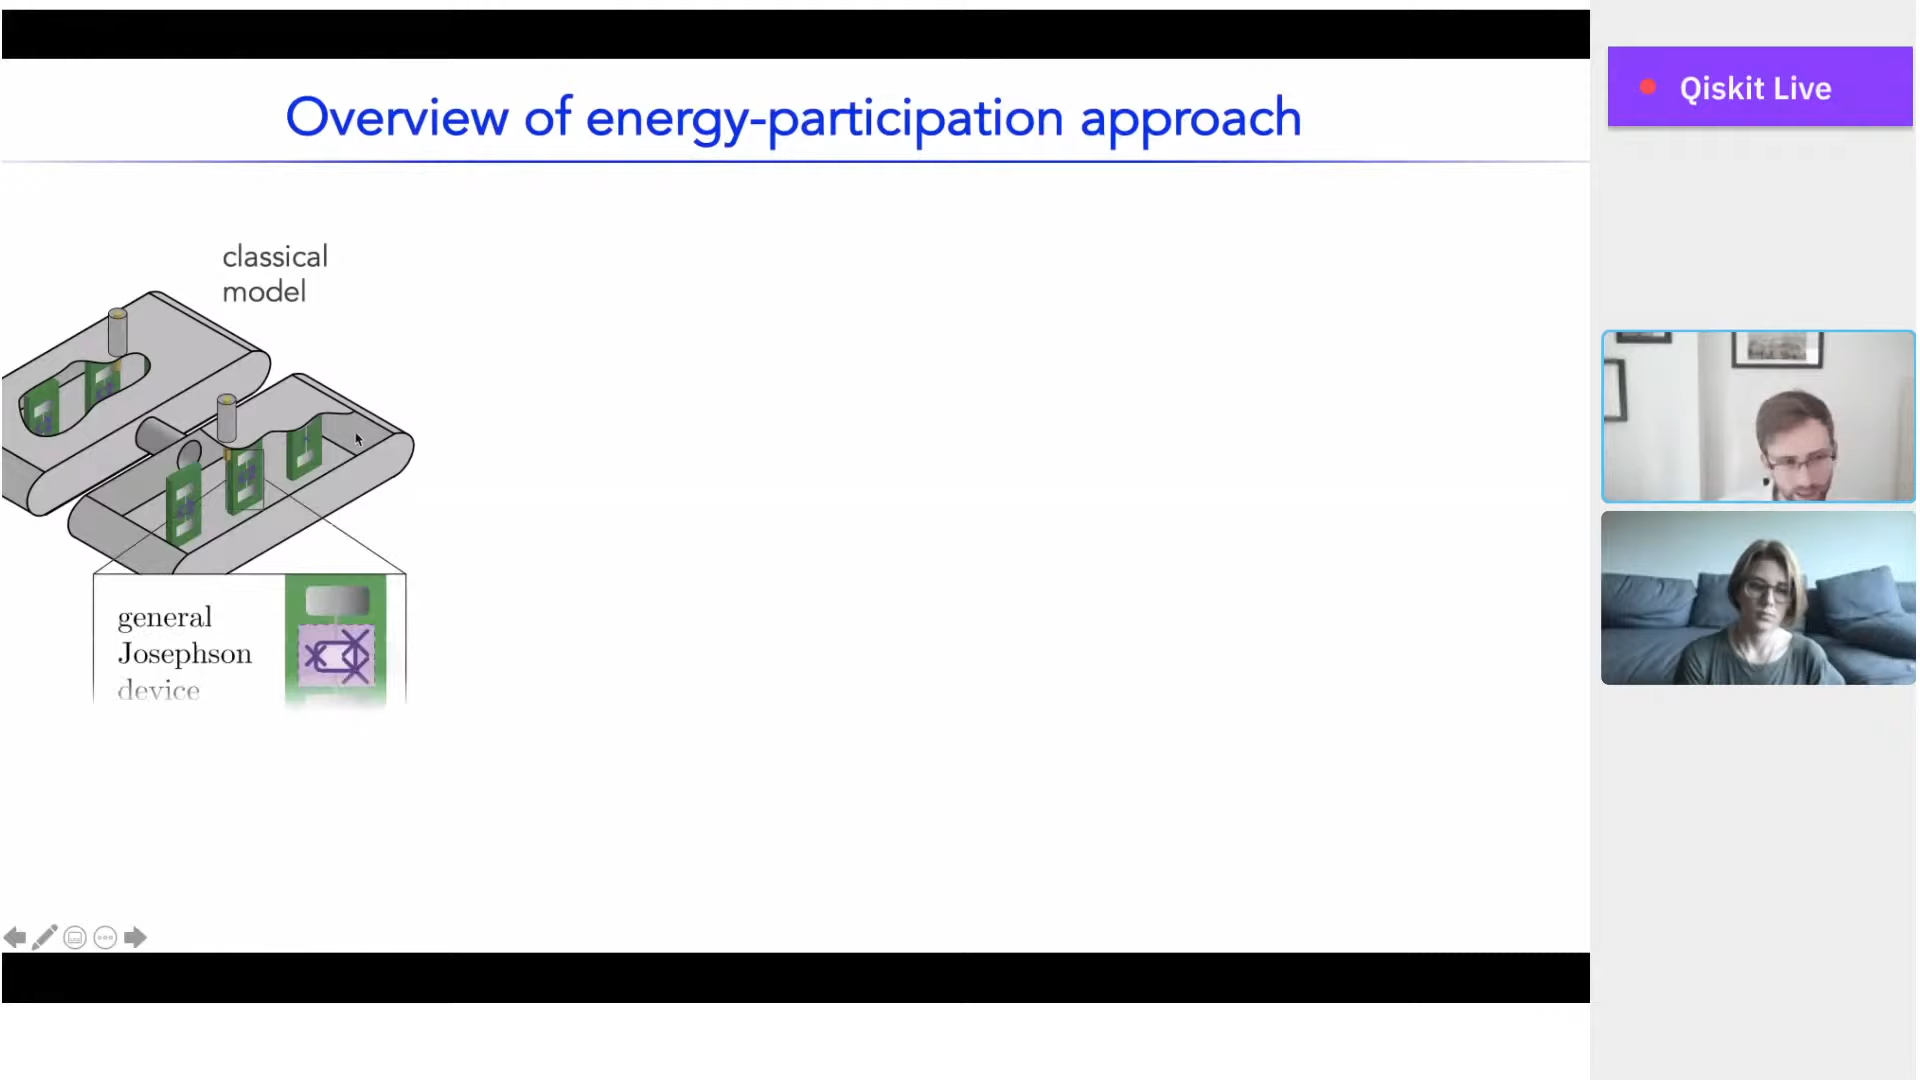 Overview of energy-participation approach
Qiskit Live
classical
model
general
Josephson
device